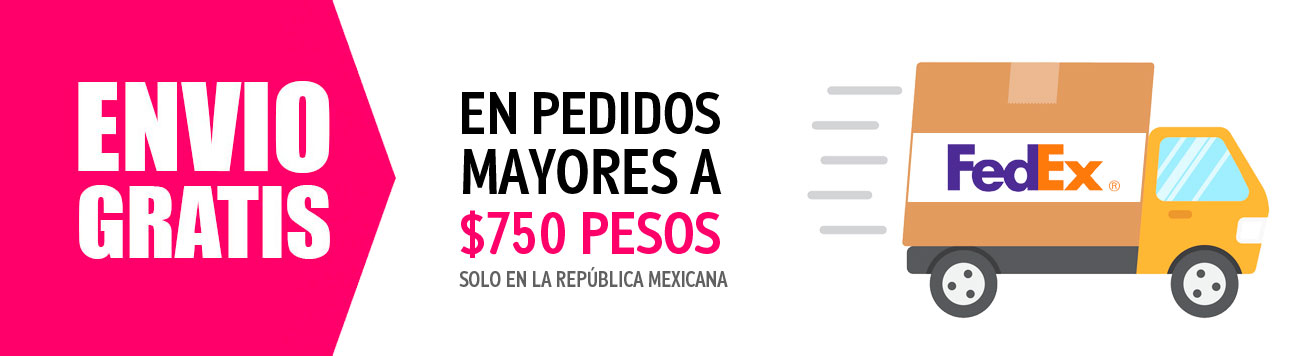 ENVIO
GRATIS
EN PEDIDOS
MAYORES A
$750 PESOS
SOLO EN LA REPÚBLICA MEXICANA
FedEx®